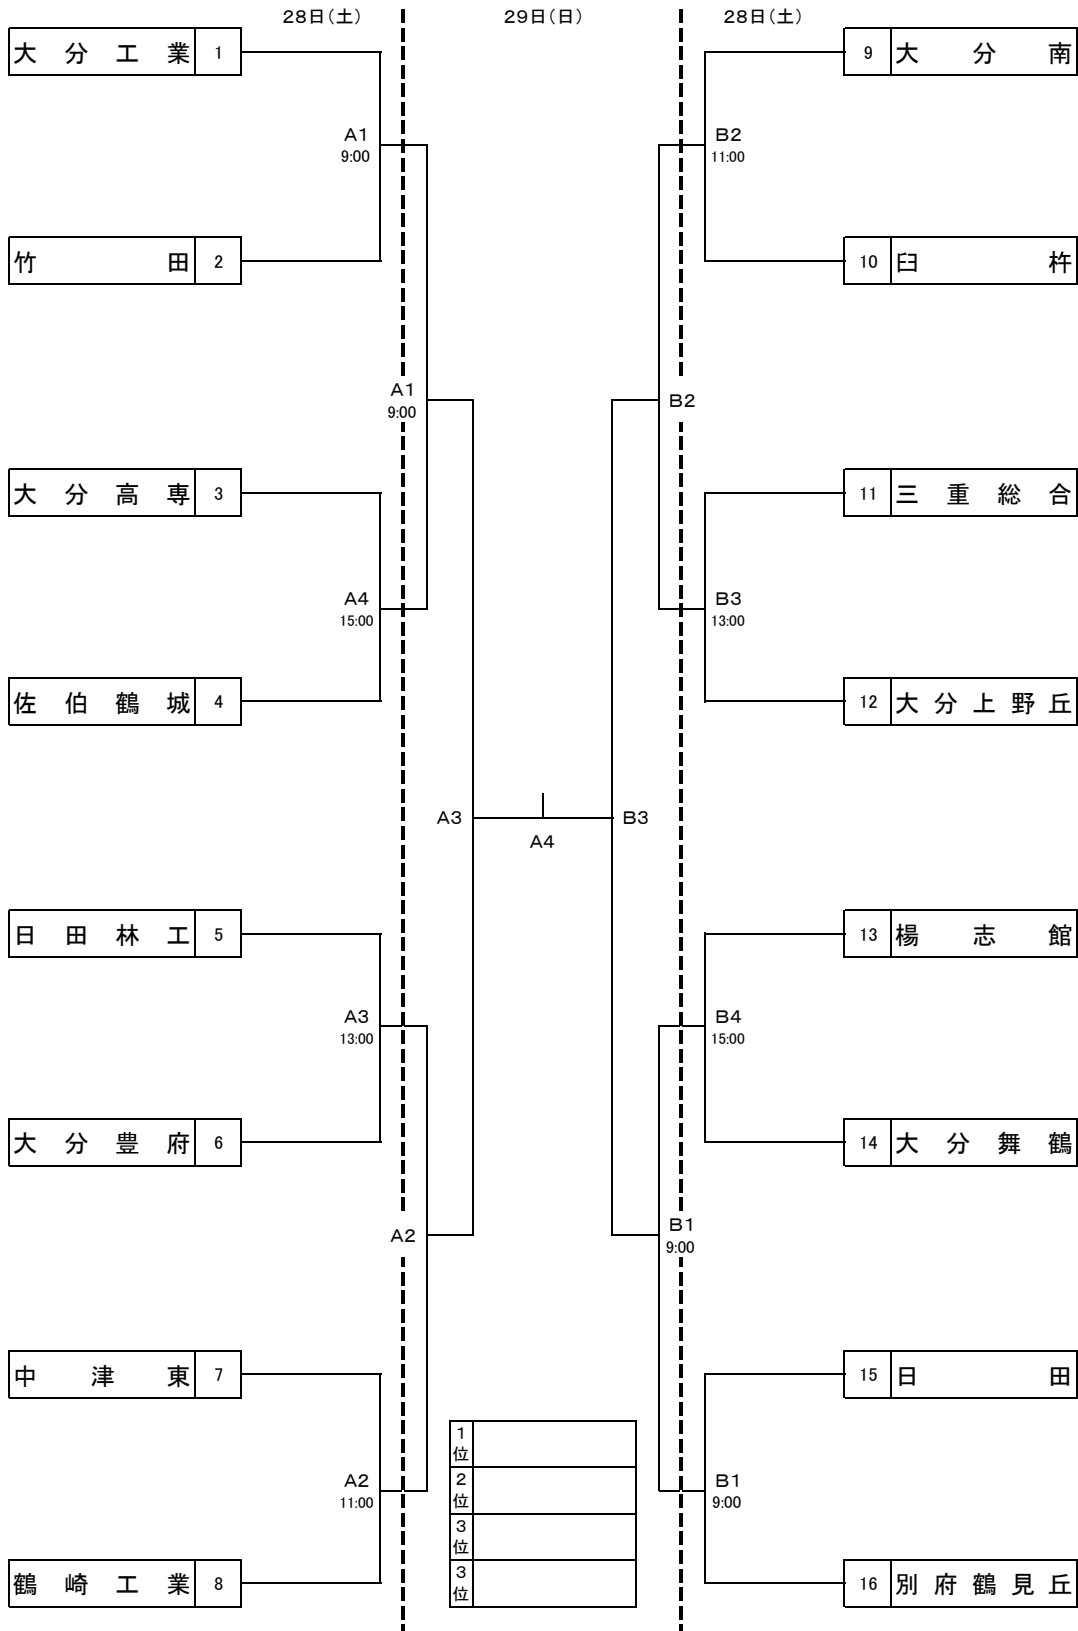 28日(土) 29日(日) 28日(土)
大分工業 1 9 大分南
A1 B2
9:00 11:00
竹田 2 10 臼杵
A1 B2
9:00
大分高専 3 11 三重総合
A4 B3
15:00 13:00
佐伯鶴城 4 12 大分上野丘
A3 B3
A4
日田林工 5 13 楊志館
A3 B4
13:00 15:00
大分豊府 6 14 大分舞鶴
A2 B1
9:00
中津東 7 15 日田
1位
2位
A2 B1
11:00 9:00
3位
3位
鶴崎工業 8 16 別府鶴見丘